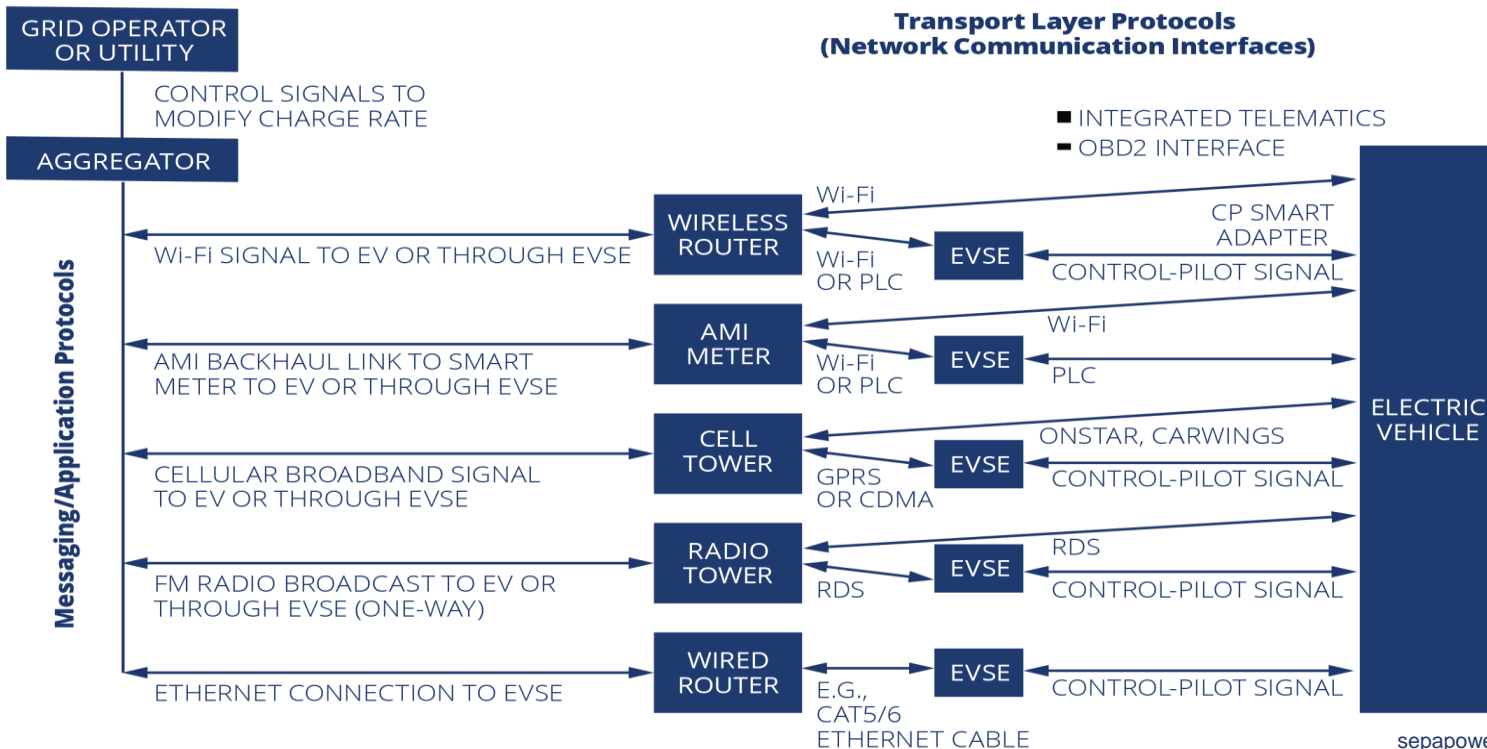 GRID OPERATOR
OR UTILITY
Transport Layer Protocols
(Network Communication Interfaces)
CONTROL SIGNALS TO
MODIFY CHARGE RATE
AGGREGATOR
INTEGRATED TELEMATICS
OBD2 INTERFACE
Messaging/Application Protocols
Wi-Fi SIGNAL TO EV OR THROUGH EVSE
WIRELESS
ROUTER
Wi-Fi
Wi-Fi
OR PLC
EVSE
CP SMART
ADAPTER
CONTROL-PILOT SIGNAL
AMI BACKHAUL LINK TO SMART
METER TO EV OR THROUGH EVSE
AMI
METER
Wi-Fi
OR PLC
EVSE
Wi-Fi
PLC
CELLULAR BROADBAND SIGNAL
TO EV OR THROUGH EVSE
CELL
TOWER
GPRS
OR CDMA
EVSE
ONSTAR, CARWINGS
CONTROL-PILOT SIGNAL
FM RADIO BROADCAST TO EV OR
THROUGH EVSE (ONE-WAY)
RADIO
TOWER
RDS
EVSE
RDS
CONTROL-PILOT SIGNAL
ETHERNET CONNECTION TO EVSE
WIRED
ROUTER
E.G.,
CAT5/6
ETHERNET CABLE
EVSE
CONTROL-PILOT SIGNAL
ELECTRIC
VEHICLE
sepapowe